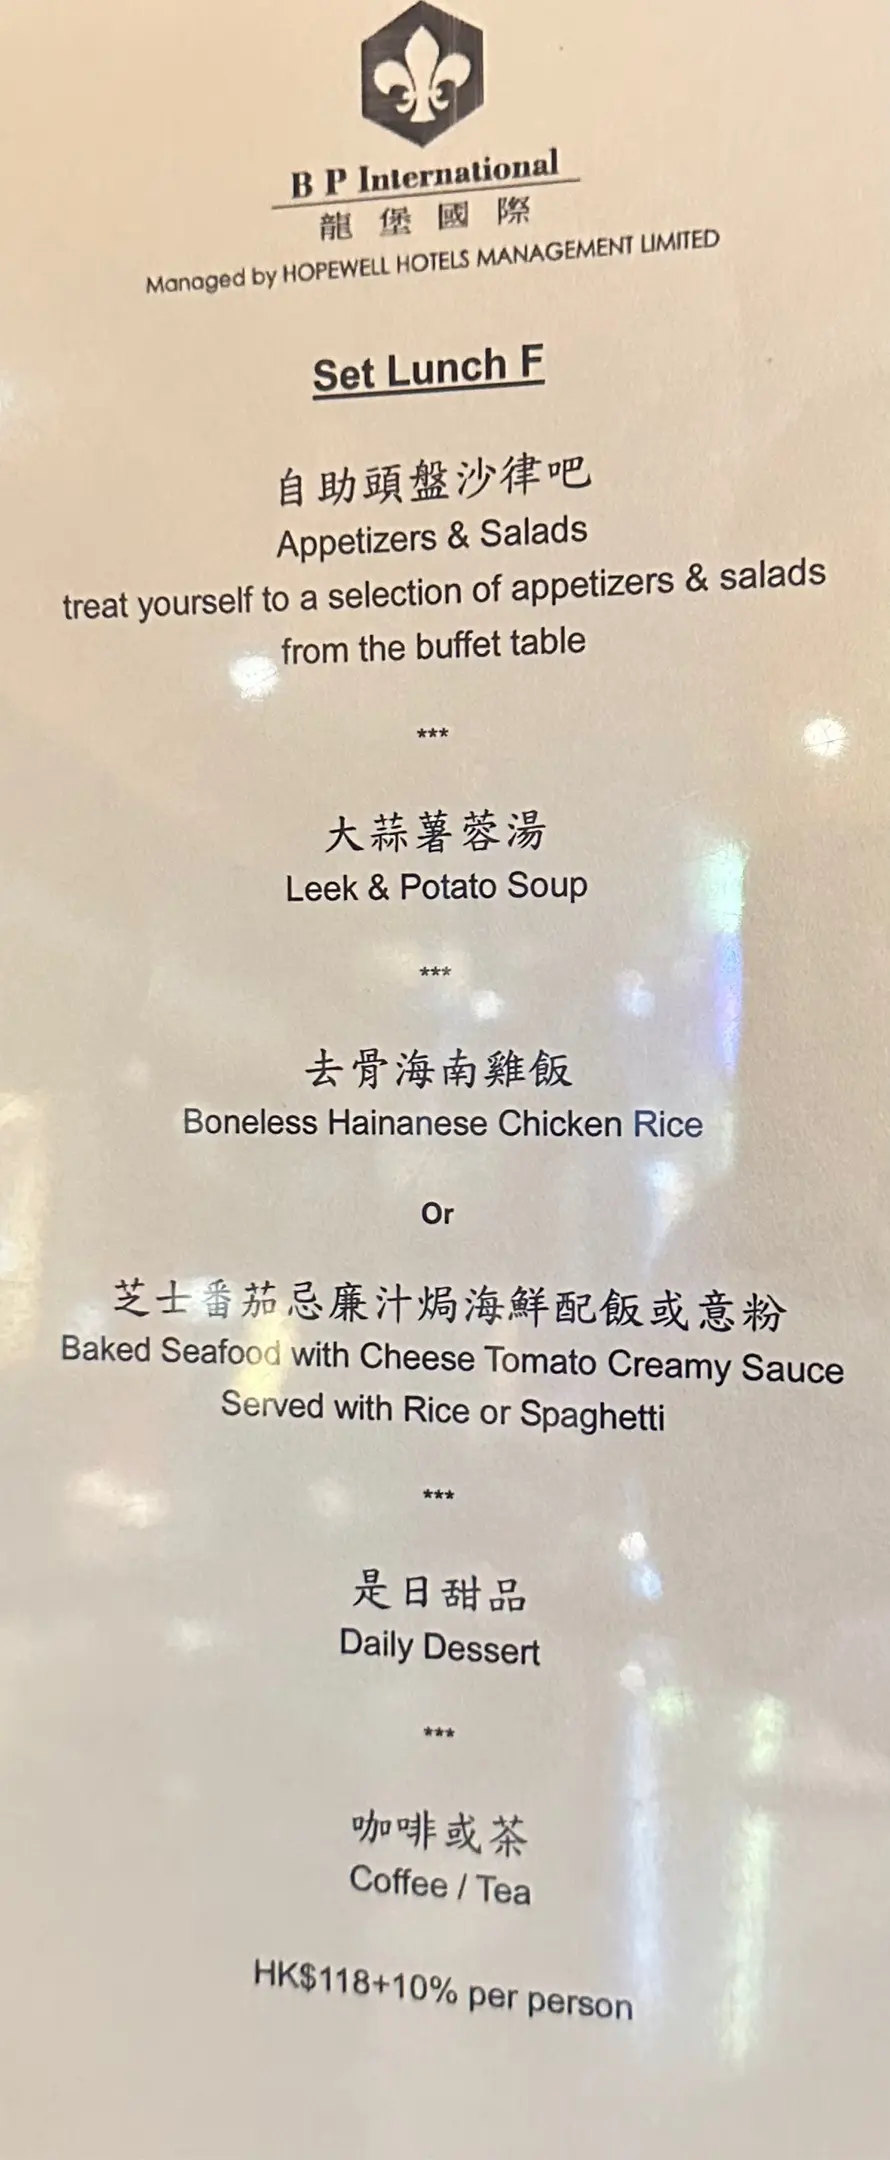 B P International
龍堡國際
Managed by HOPEWELL HOTELS MANAGEMENT LIMITED
Set Lunch F
自助頭盤沙律吧
Appetizers & Salads
treat yourself to a selection of appetizers & salads
from the buffet table
***
大蒜薯蓉湯
Leek & Potato Soup
***
去骨海南雞飯
Boneless Hainanese Chicken Rice
Or
芝士番茄忌廉汁焗海鮮配飯或意粉
Baked Seafood with Cheese Tomato Creamy Sauce
Served with Rice or Spaghetti
***
是日甜品
Daily Dessert
***
咖啡或茶
Coffee / Tea
HK$118+10% per person